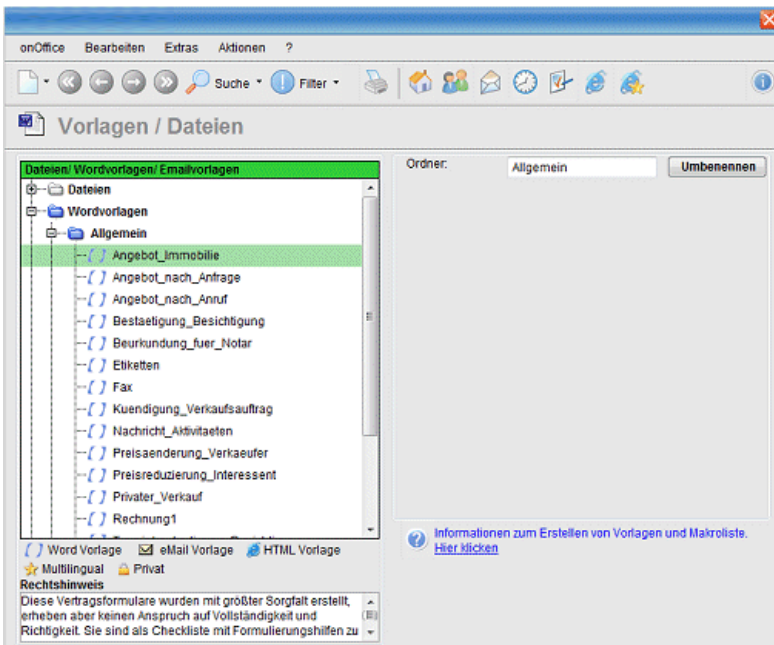 onOffice Bearbeiten Extras Aktionen ?
Suche Filter
Vorlagen / Dateien
Dateien/ Wordvorlagen/ Emailvorlagen
Dateien
Wordvorlagen
Allgemein
Angebot_Immobilie
Angebot_nach_Anfrage
Angebot_nach_Anruf
Bestaetigung_Besichtigung
Beurkundung_fuer_Notar
Etiketten
Fax
Kuendigung_Verkaufsauftrag
Nachricht_Aktivitaeten
Preisaenderung_Verkaeufer
Preisreduzierung_Interessent
Privater_Verkauf
Rechnung1
Word Vorlage eMail Vorlage HTML Vorlage
Multilingual Privat
Rechtshinweis
Diese Vertragsformulare wurden mit größter Sorgfalt erstellt,
erheben aber keinen Anspruch auf Vollständigkeit und
Richtigkeit. Sie sind als Checkliste mit Formulierungshilfen zu
Ordner: Allgemein Umbenennen
Informationen zum Erstellen von Vorlagen und Makroliste.
Hier klicken